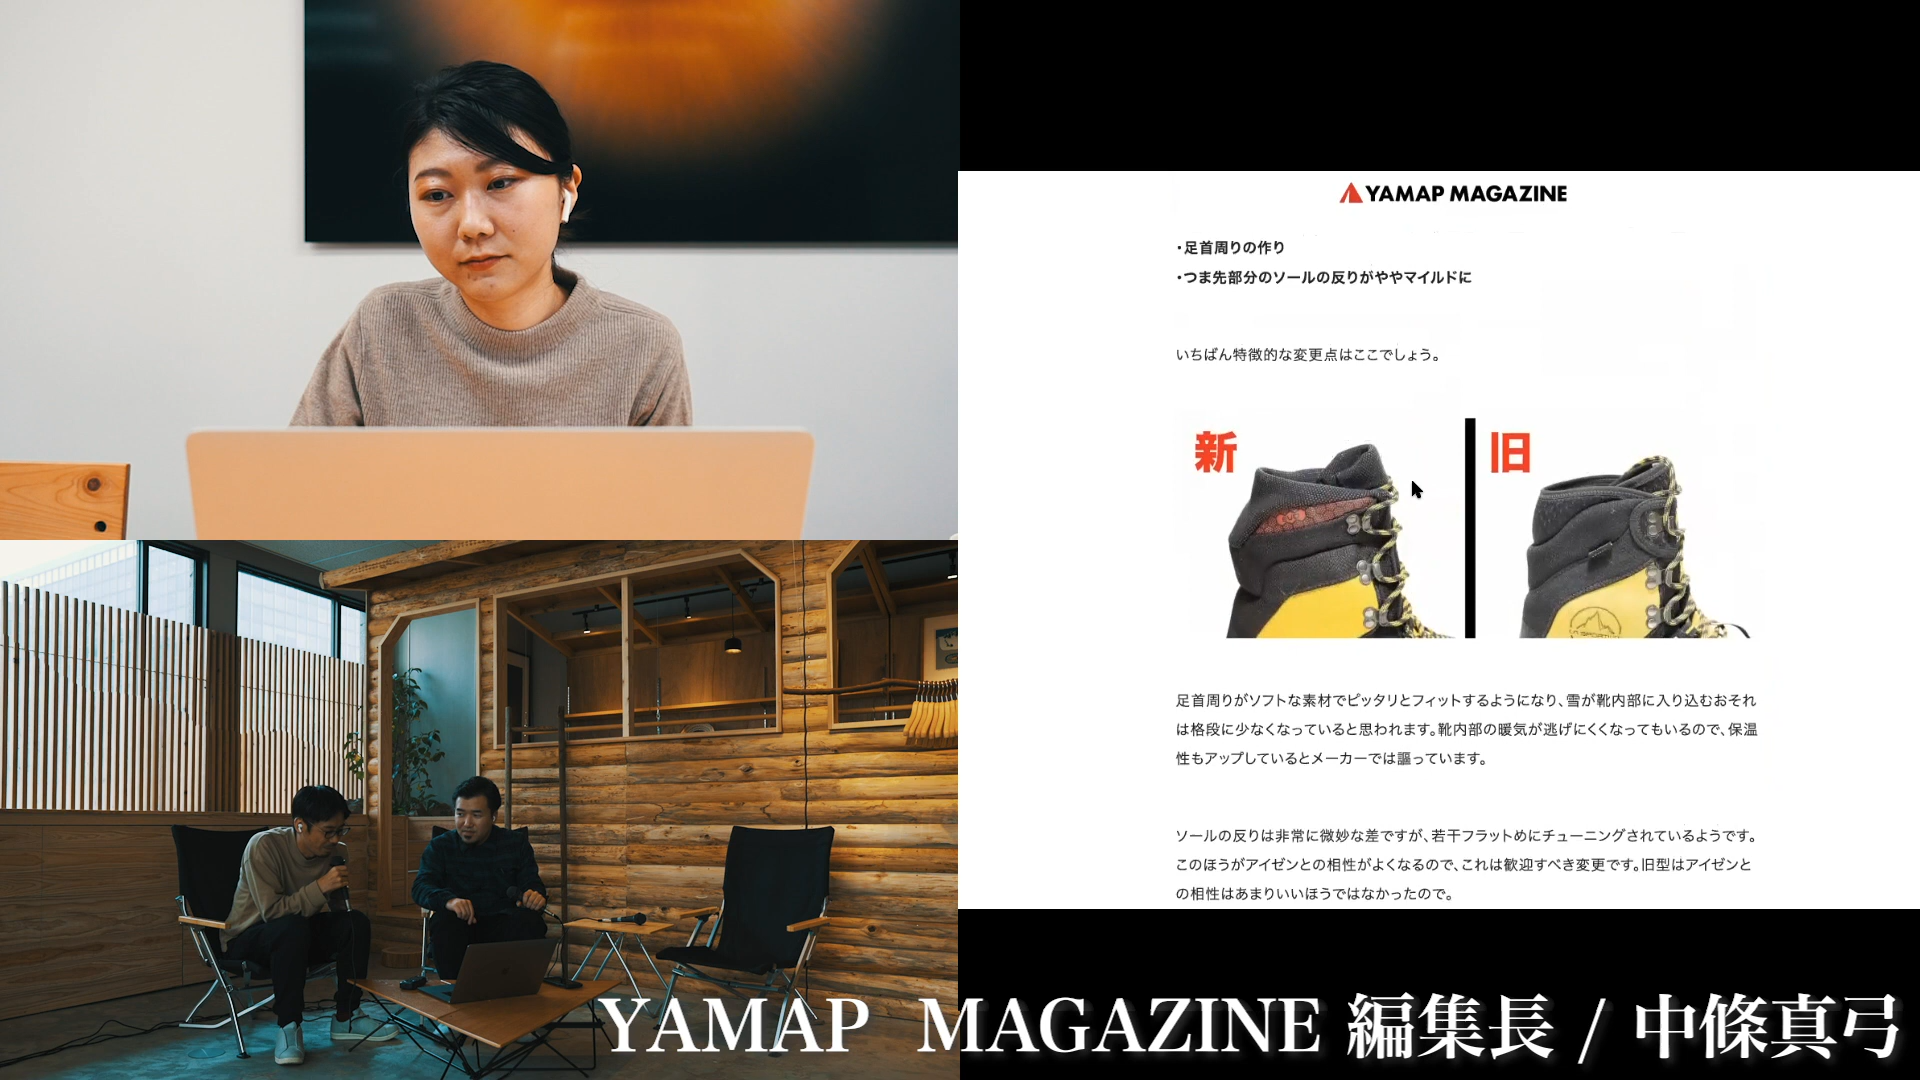 YAMAP MAGAZINE
・足首周りの作り
・つま先部分のソールの反りがややマイルドに
いちばん特徴的な変更点はここでしょう。
新
旧
足首周りがソフトな素材でピッタリとフィットするようになり、雪が靴内部に入り込むおそれ
は格段に少なくなっていると思われます。靴内部の暖気が逃げにくくなってもいるので、保温
性もアップしているとメーカーでは謳っています。
ソールの反りは非常に微妙な差ですが、若干フラットめにチューニングされているようです。
このほうがアイゼンとの相性がよくなるので、これは歓迎すべき変更です。旧型はアイゼンと
の相性はあまりいいほうではなかったので。
YAMAP MAGAZINE 編集長 / 中條真弓